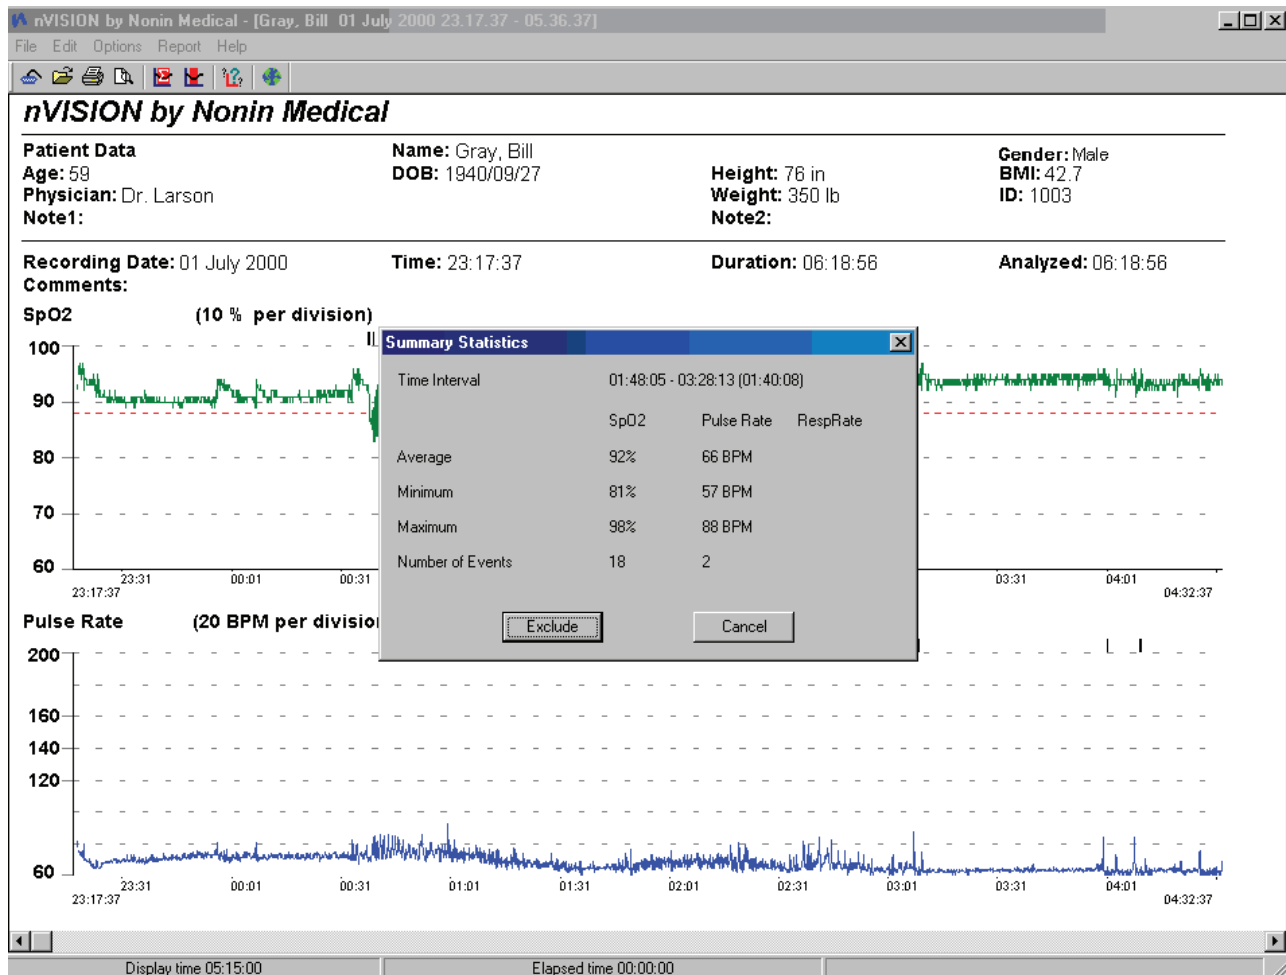 nVISION by Nonin Medical - [Gray, Bill 01 July 2000 23.17.37 - 05.36.37]
File Edit Options Report Help
nVISION by Nonin Medical
Patient Data Name: Gray, Bill Gender: Male
Age: 59 DOB: 1940/09/27 Height: 76 in BMI: 42.7
Physician: Dr. Larson Weight: 350 lb ID: 1003
Note1: Note2:
Recording Date: 01 July 2000 Time: 23:17:37 Duration: 06:18:56 Analyzed: 06:18:56
Comments:
SpO2 (10 % per division)
100
90
80
70
60
23:31 00:01 00:31 03:31 04:01
23:17:37 04:32:37
Summary Statistics
Time Interval 01:48:05 - 03:28:13 (01:40:08)
SpO2 Pulse Rate RespRate
Average 92% 66 BPM
Minimum 81% 57 BPM
Maximum 98% 88 BPM
Number of Events 18 2
Exclude Cancel
Pulse Rate (20 BPM per division
200
160
140
120
60
23:31 00:01 00:31 01:01 01:31 02:01 02:31 03:01 03:31 04:01
23:17:37 04:32:37
Display time 05:15:00 Elapsed time 00:00:00